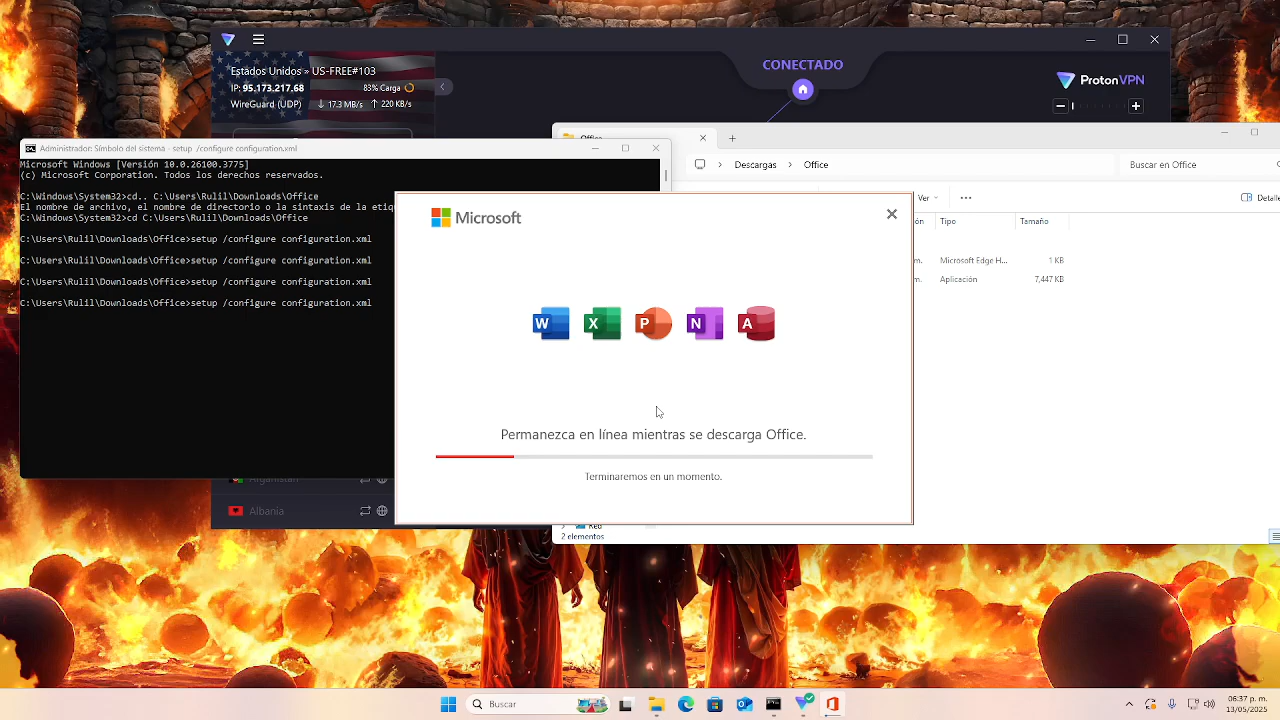 CONECTADO
Estados Unidos » US-FREE#103
IP: 95.173.217.68
83% Carga
WireGuard (UDP)
17.3 MB/s
220 KB/s
ProtonVPN
Administrador: Símbolo del sistema - setup /configure configuration.xml
Microsoft Windows [Versión 10.0.26100.3775]
(c) Microsoft Corporation. Todos los derechos reservados.
C:\Windows\System32>cd.. C:\Users\Rulil\Downloads\Office
El nombre de archivo, el nombre de directorio o la sintaxis de la etiq
C:\Windows\System32>cd C:\Users\Rulil\Downloads\Office
C:\Users\Rulil\Downloads\Office>setup /configure configuration.xml
C:\Users\Rulil\Downloads\Office>setup /configure configuration.xml
C:\Users\Rulil\Downloads\Office>setup /configure configuration.xml
C:\Users\Rulil\Downloads\Office>setup /configure configuration.xml
Office
Descargas > Office
Buscar en Office
Ver
Detalle
ón
Tipo
Tamaño
m.
Microsoft Edge H...
1 KB
m.
Aplicación
7,447 KB
Microsoft
W X P N A
Permanezca en línea mientras se descarga Office.
Terminaremos en un momento.
Albania
Red
2 elementos
Buscar
06:37 p. m.
13/05/2025